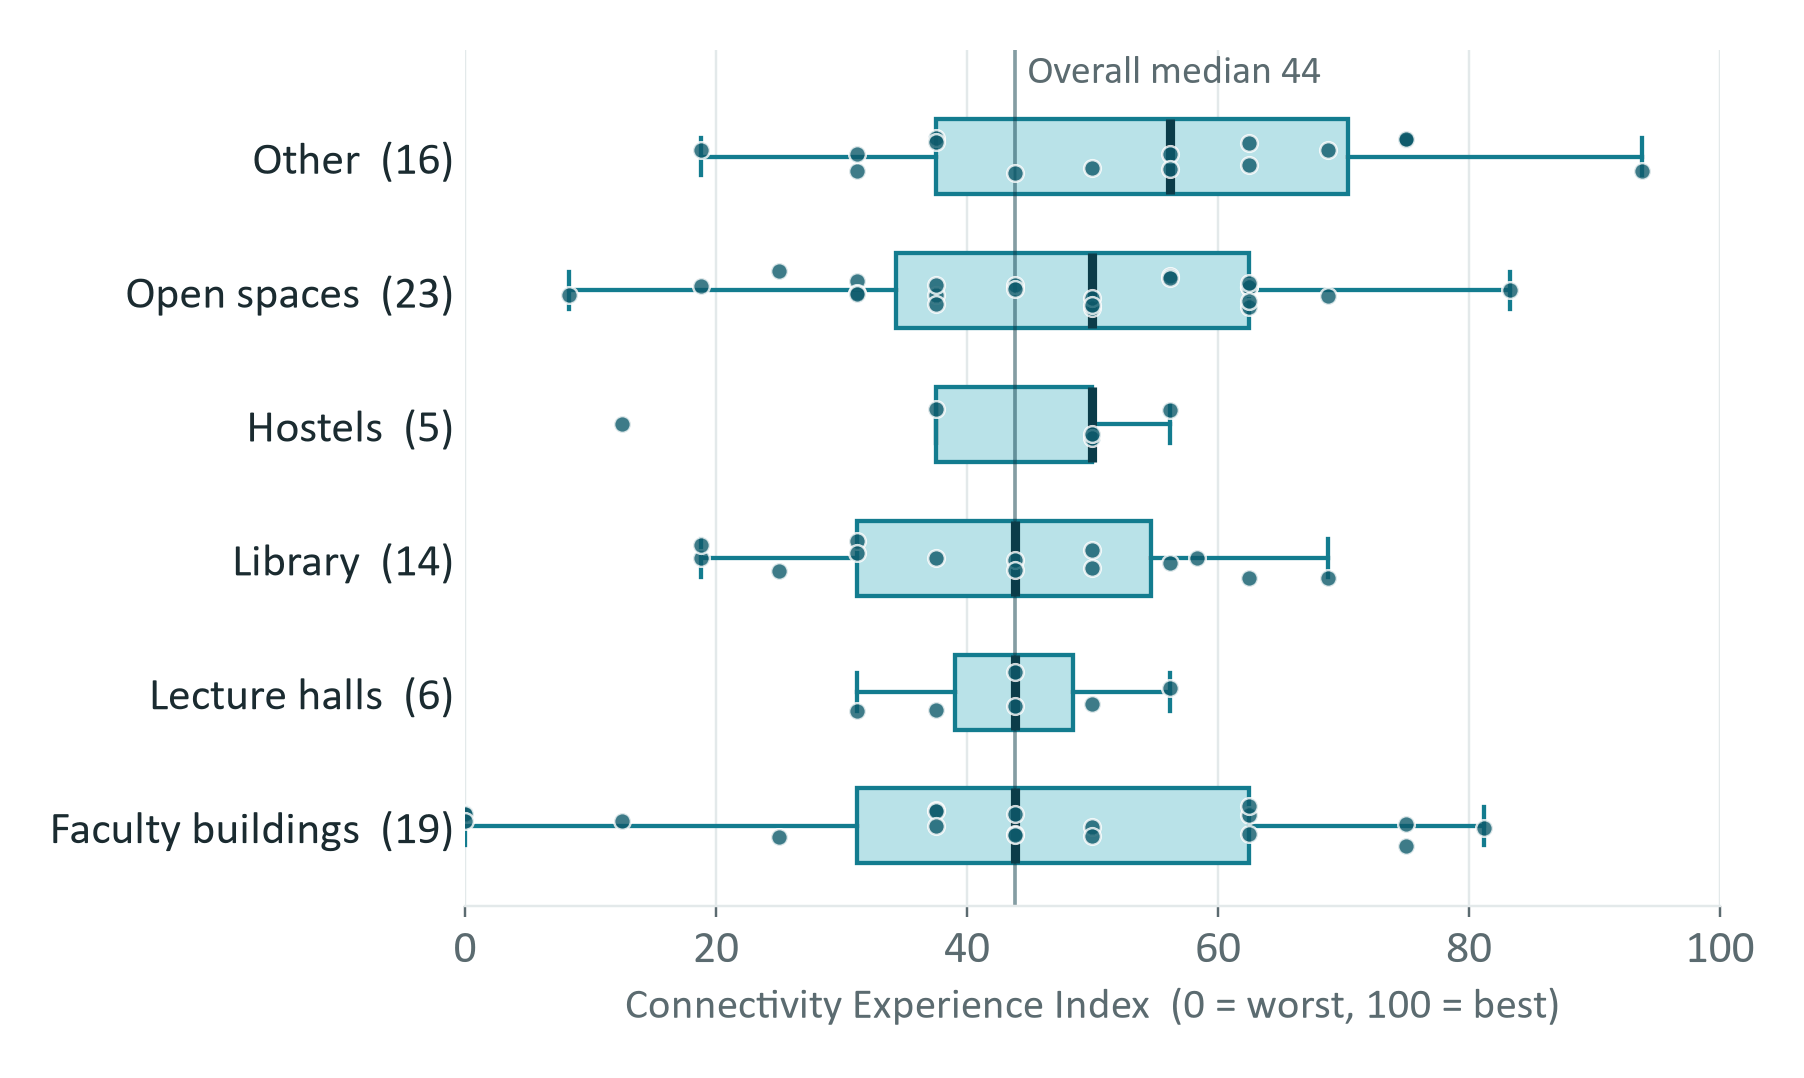 Overall median 44
Other (16)
Open spaces (23)
Hostels (5)
Library (14)
Lecture halls (6)
Faculty buildings (19)
0 20 40 60 80 100
Connectivity Experience Index (0 = worst, 100 = best)